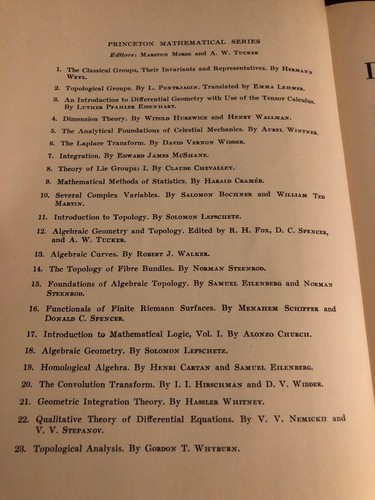 PRINCETON MATHEMATICAL SERIES
Editors: MARSTON MORSE and A. W. TUCKER
1. The Classical Groups, Their Invariants and Representatives. By HERMANN
WEYL.
2. Topological Groups. By L. PONTRJAGIN. Translated by EMMA LEHMER.
3. An Introduction to Differential Geometry with Use of the Tensor Calculus.
By LUTHER PFAHLER EISENHART.
4. Dimension Theory. By WITOLD HUREWICZ and HENRY WALLMAN.
5. The Analytical Foundations of Celestial Mechanics. By AUREL WINTNER.
6. The Laplace Transform. By DAVID VERNON WIDDER.
7. Integration. By EDWARD JAMES MCSHANE.
8. Theory of Lie Groups: I. By CLAUDE CHEVALLEY.
9. Mathematical Methods of Statistics. By HARALD CRAMÉR.
10. Several Complex Variables. By SALOMON BOCHNER and WILLIAM TED
MARTIN.
11. Introduction to Topology. By SOLOMON LEFSCHETZ.
12. Algebraic Geometry and Topology. Edited by R. H. FOX, D. C. SPENCER,
and A. W. TUCKER.
13. Algebraic Curves. By ROBERT J. WALKER.
14. The Topology of Fibre Bundles. By NORMAN STEENROD.
15. Foundations of Algebraic Topology. By SAMUEL EILENBERG and NORMAN
STEENROD.
16. Functionals of Finite Riemann Surfaces. By MENAHEM SCHIFFER and
DONALD C. SPENCER.
17. Introduction to Mathematical Logic, Vol. I. By ALONZO CHURCH.
18. Algebraic Geometry. By SOLOMON LEFSCHETZ.
19. Homological Algebra. By HENRI CARTAN and SAMUEL EILENBERG.
20. The Convolution Transform. By I. I. HIRSCHMAN and D. V. WIDDER.
21. Geometric Integration Theory. By HASSLER WHITNEY.
22. Qualitative Theory of Differential Equations. By V. V. NEMICKII and
V. V. STEPANOV.
23. Topological Analysis. By GORDON T. WHYBURN.